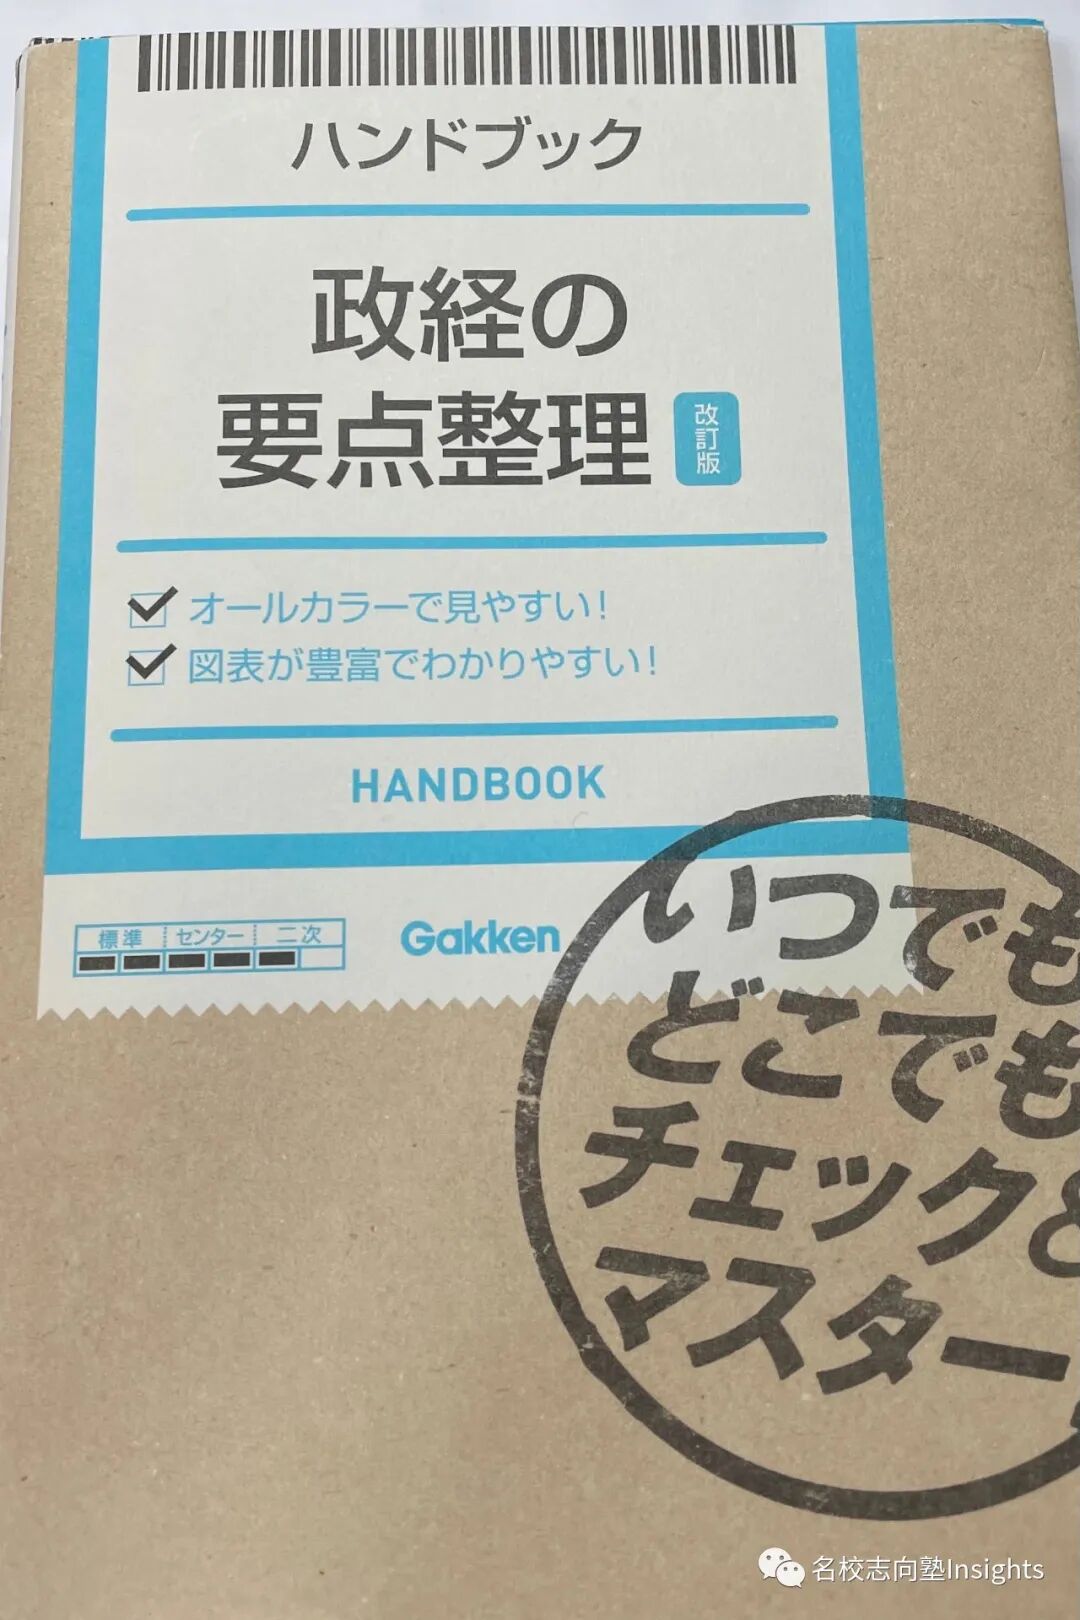 ハンドブック
政経の
要点整理
改訂版
オールカラーで見やすい!
図表が豊富でわかりやすい!
HANDBOOK
標準 センター 二次
Gakken
いつでも
どこでも
チェック&
マスター
名校志向塾Insights